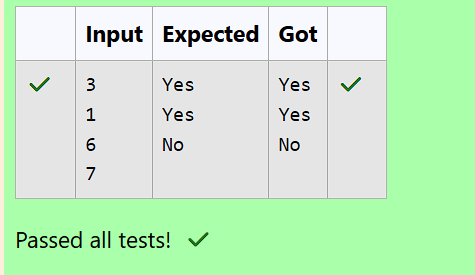 Input Expected Got
3 Yes Yes
1 Yes Yes
6 No No
7
Passed all tests!